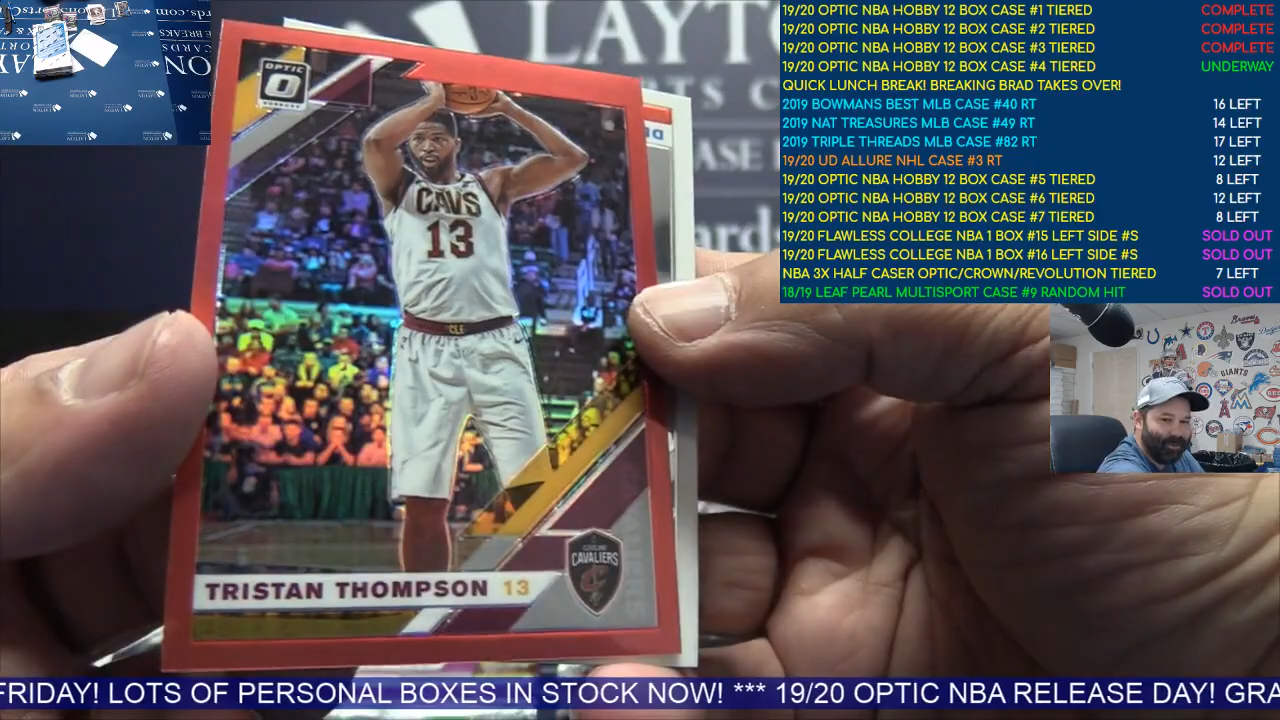 LAYTON
SPORTS C
OPTIC
CAVS
13
CLE
CAVALIERS
TRISTAN THOMPSON 13
19/20 OPTIC NBA HOBBY 12 BOX CASE #1 TIERED COMPLETE
19/20 OPTIC NBA HOBBY 12 BOX CASE #2 TIERED COMPLETE
19/20 OPTIC NBA HOBBY 12 BOX CASE #3 TIERED COMPLETE
19/20 OPTIC NBA HOBBY 12 BOX CASE #4 TIERED UNDERWAY
QUICK LUNCH BREAK! BREAKING BRAD TAKES OVER!
2019 BOWMANS BEST MLB CASE #40 RT 16 LEFT
2019 NAT TREASURES MLB CASE #49 RT 14 LEFT
2019 TRIPLE THREADS MLB CASE #82 RT 17 LEFT
19/20 UD ALLURE NHL CASE #3 RT 12 LEFT
19/20 OPTIC NBA HOBBY 12 BOX CASE #5 TIERED 8 LEFT
19/20 OPTIC NBA HOBBY 12 BOX CASE #6 TIERED 12 LEFT
19/20 OPTIC NBA HOBBY 12 BOX CASE #7 TIERED 8 LEFT
19/20 FLAWLESS COLLEGE NBA 1 BOX #15 LEFT SIDE #S SOLD OUT
19/20 FLAWLESS COLLEGE NBA 1 BOX #16 LEFT SIDE #S SOLD OUT
NBA 3X HALF CASER OPTIC/CROWN/REVOLUTION TIERED 7 LEFT
18/19 LEAF PEARL MULTISPORT CASE #9 RANDOM HIT SOLD OUT
Braves
GIANTS
FRIDAY! LOTS OF PERSONAL BOXES IN STOCK NOW! *** 19/20 OPTIC NBA RELEASE DAY! GRA